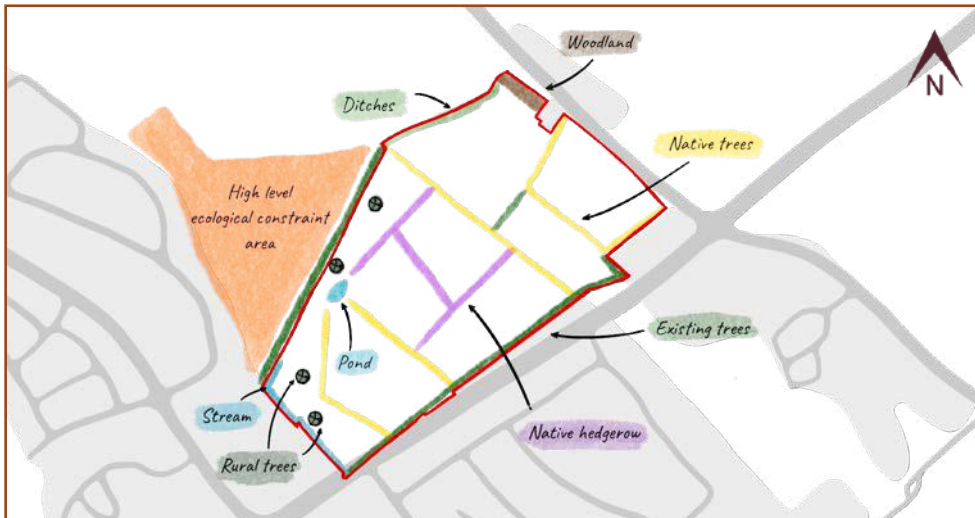 Woodland
N
Ditches
Native trees
High level
ecological constraint
area
Existing trees
Pond
Stream
Native hedgerow
Rural trees